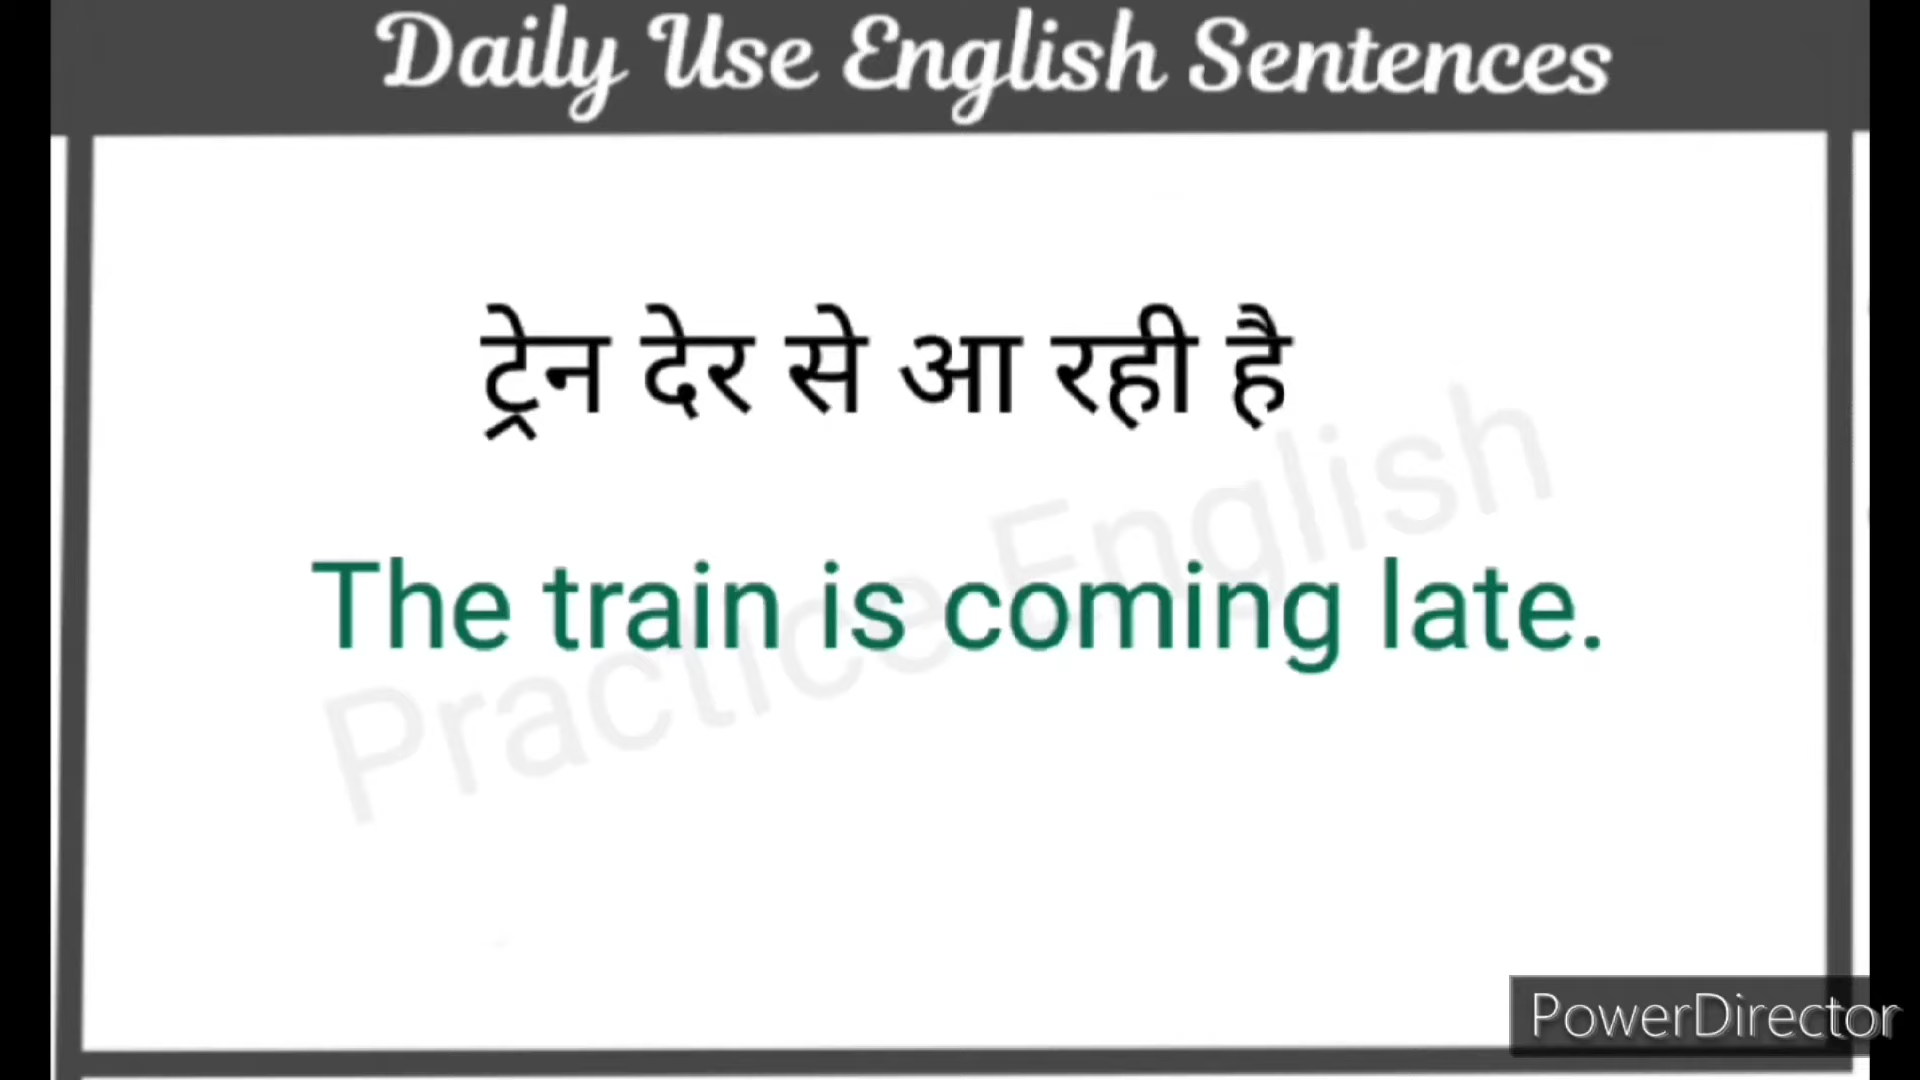 Daily Use English Sentences
ट्रेन देर से आ रही है
The train is coming late.
Practice English
PowerDirector